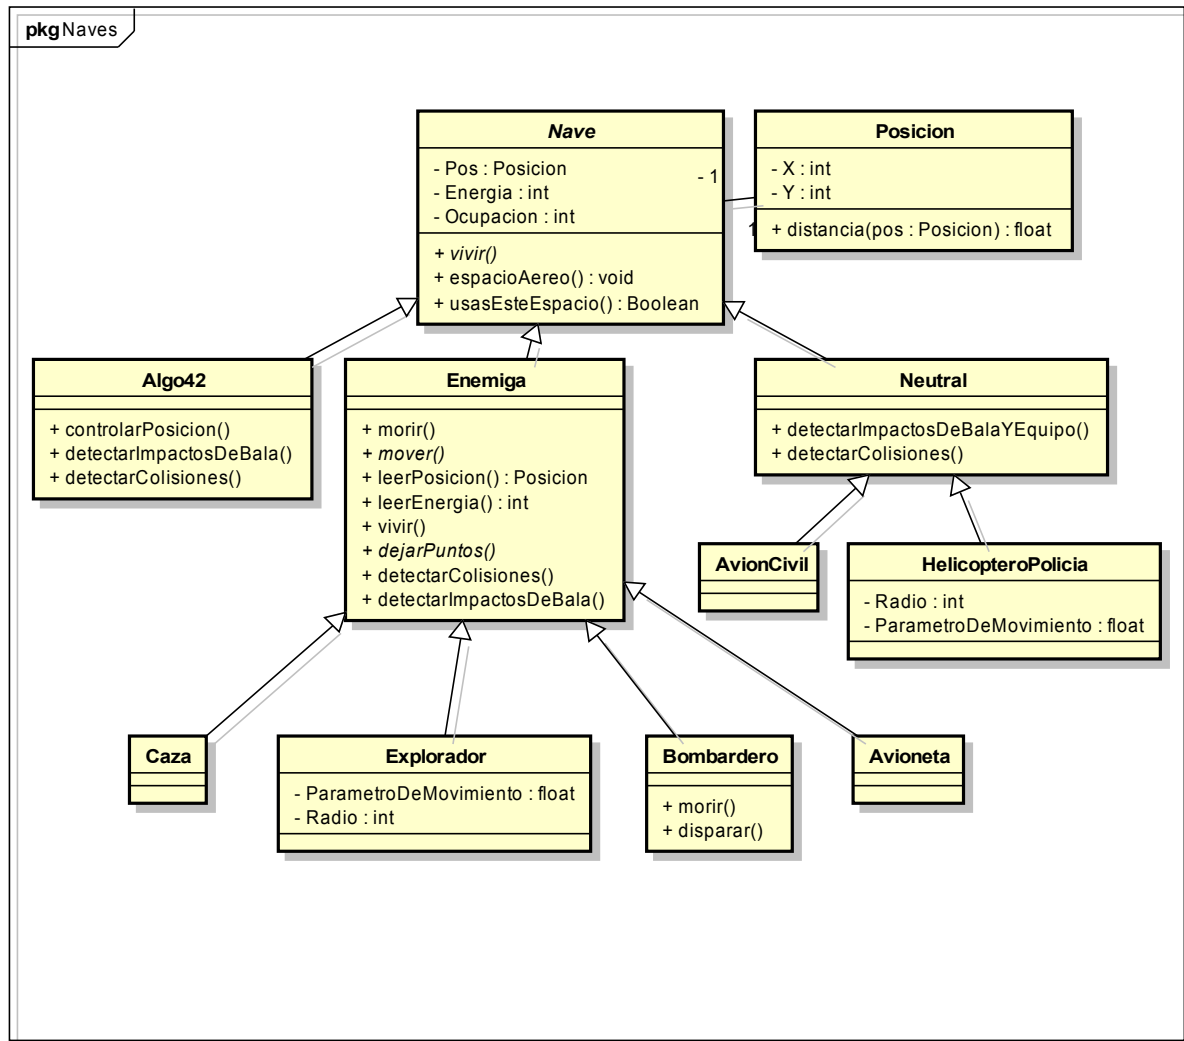 pkg Naves
Nave
- Pos : Posicion
- Energia : int
- Ocupacion : int
+ vivir()
+ espacioAereo() : void
+ usasEsteEspacio() : Boolean
- 1
1
Posicion
- X : int
- Y : int
+ distancia(pos : Posicion) : float
Algo42
+ controlarPosicion()
+ detectarImpactosDeBala()
+ detectarColisiones()
Enemiga
+ morir()
+ mover()
+ leerPosicion() : Posicion
+ leerEnergia() : int
+ vivir()
+ dejarPuntos()
+ detectarColisiones()
+ detectarImpactosDeBala()
Neutral
+ detectarImpactosDeBalaYEquipo()
+ detectarColisiones()
AvionCivil
HelicopteroPolicia
- Radio : int
- ParametroDeMovimiento : float
Caza
Explorador
- ParametroDeMovimiento : float
- Radio : int
Bombardero
+ morir()
+ disparar()
Avioneta